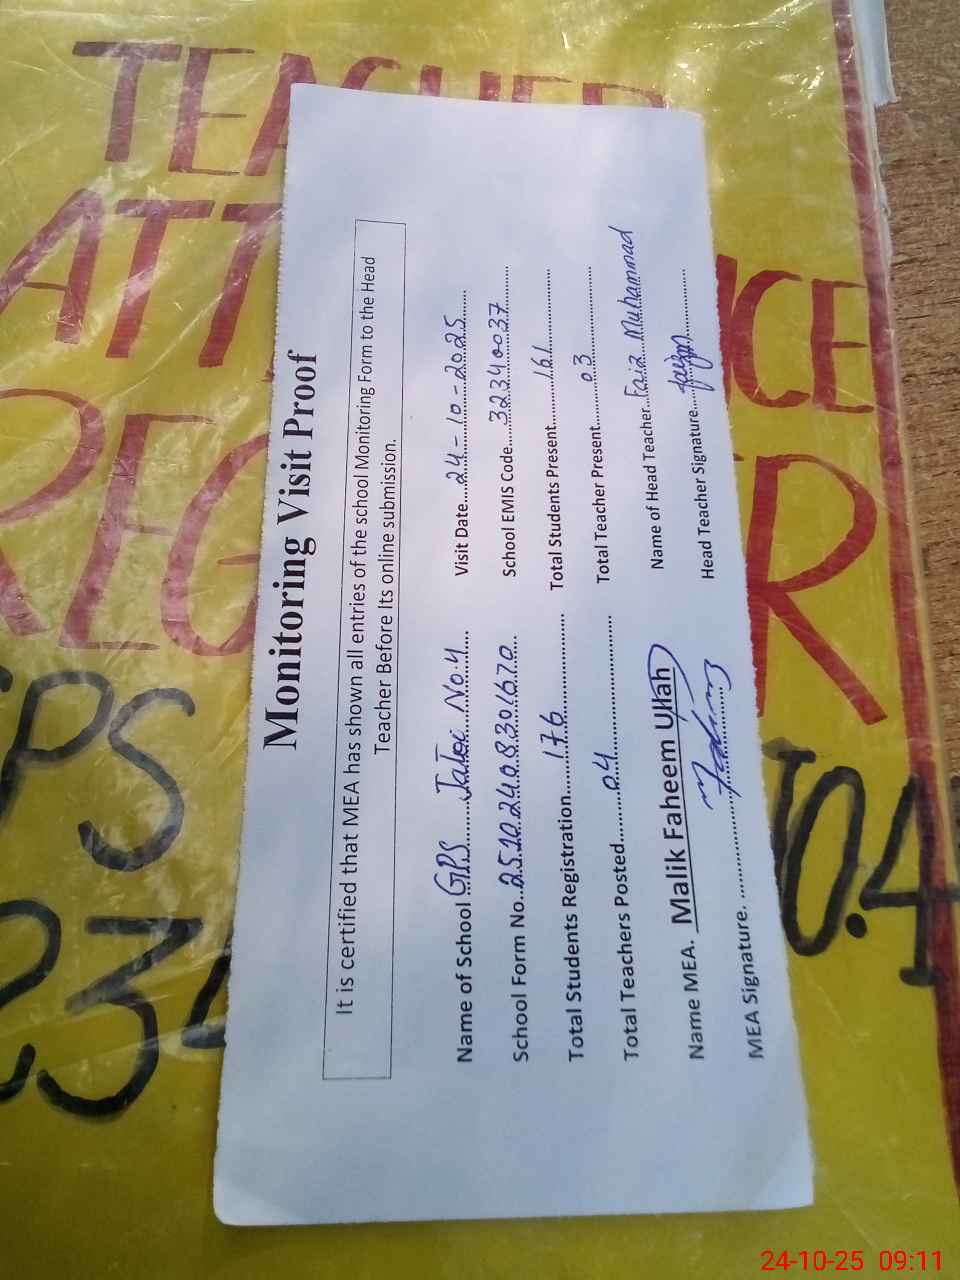 TEACHER
ATT NCE
REG ER
GPS NO.4
234
Monitoring Visit Proof
It is certified that MEA has shown all entries of the school Monitoring Form to the Head
Teacher Before Its online submission.
Name of School GPS Jatoi No.4 Visit Date 24-10-2025
School Form No. 25102408301670 School EMIS Code 32340037
Total Students Registration 176 Total Students Present 161
Total Teachers Posted 04 Total Teacher Present 03
Name MEA. Malik Faheem Ullah Name of Head Teacher Faiz Muhammad
MEA Signature. Head Teacher Signature
24-10-25 09:11